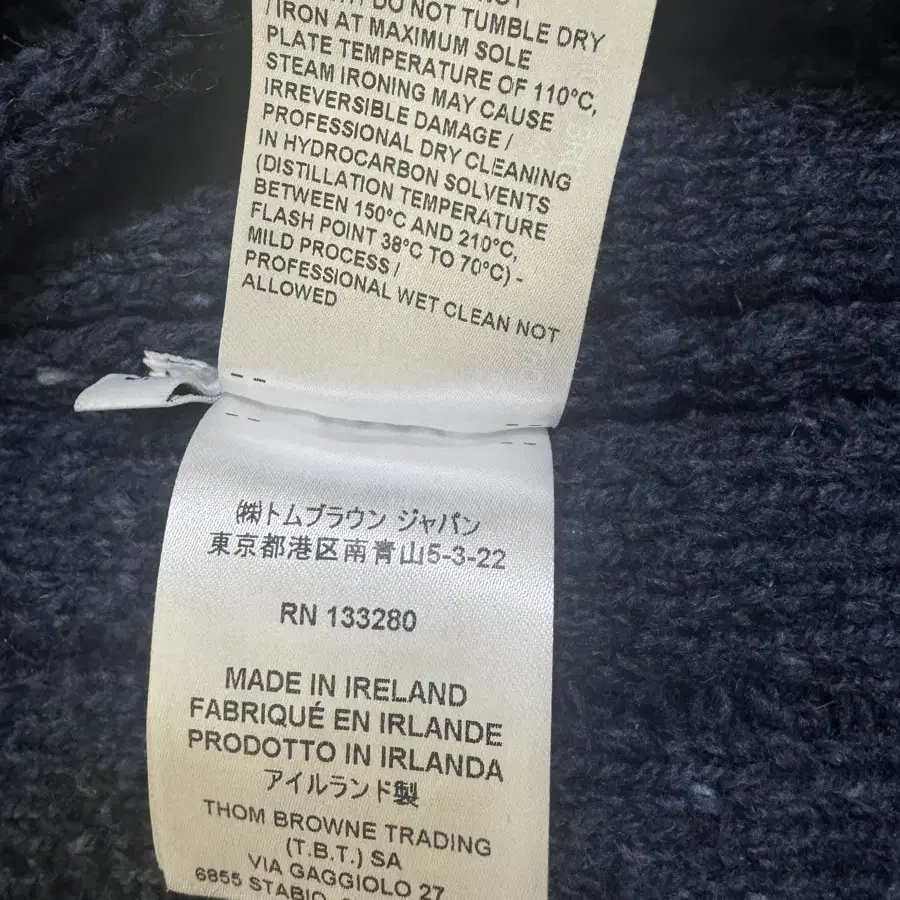 DO NOT TUMBLE DRY
/ IRON AT MAXIMUM SOLE
PLATE TEMPERATURE OF 110°C,
STEAM IRONING MAY CAUSE
IRREVERSIBLE DAMAGE /
PROFESSIONAL DRY CLEANING
IN HYDROCARBON SOLVENTS
(DISTILLATION TEMPERATURE
BETWEEN 150°C AND 210°C,
FLASH POINT 38°C TO 70°C) -
MILD PROCESS /
PROFESSIONAL WET CLEAN NOT
ALLOWED
㈱トムブラウン ジャパン
東京都港区南青山5-3-22
RN 133280
MADE IN IRELAND
FABRIQUÉ EN IRLANDE
PRODOTTO IN IRLANDA
アイルランド製
THOM BROWNE TRADING
(T.B.T.) SA
VIA GAGGIOLO 27
6855 STABIO